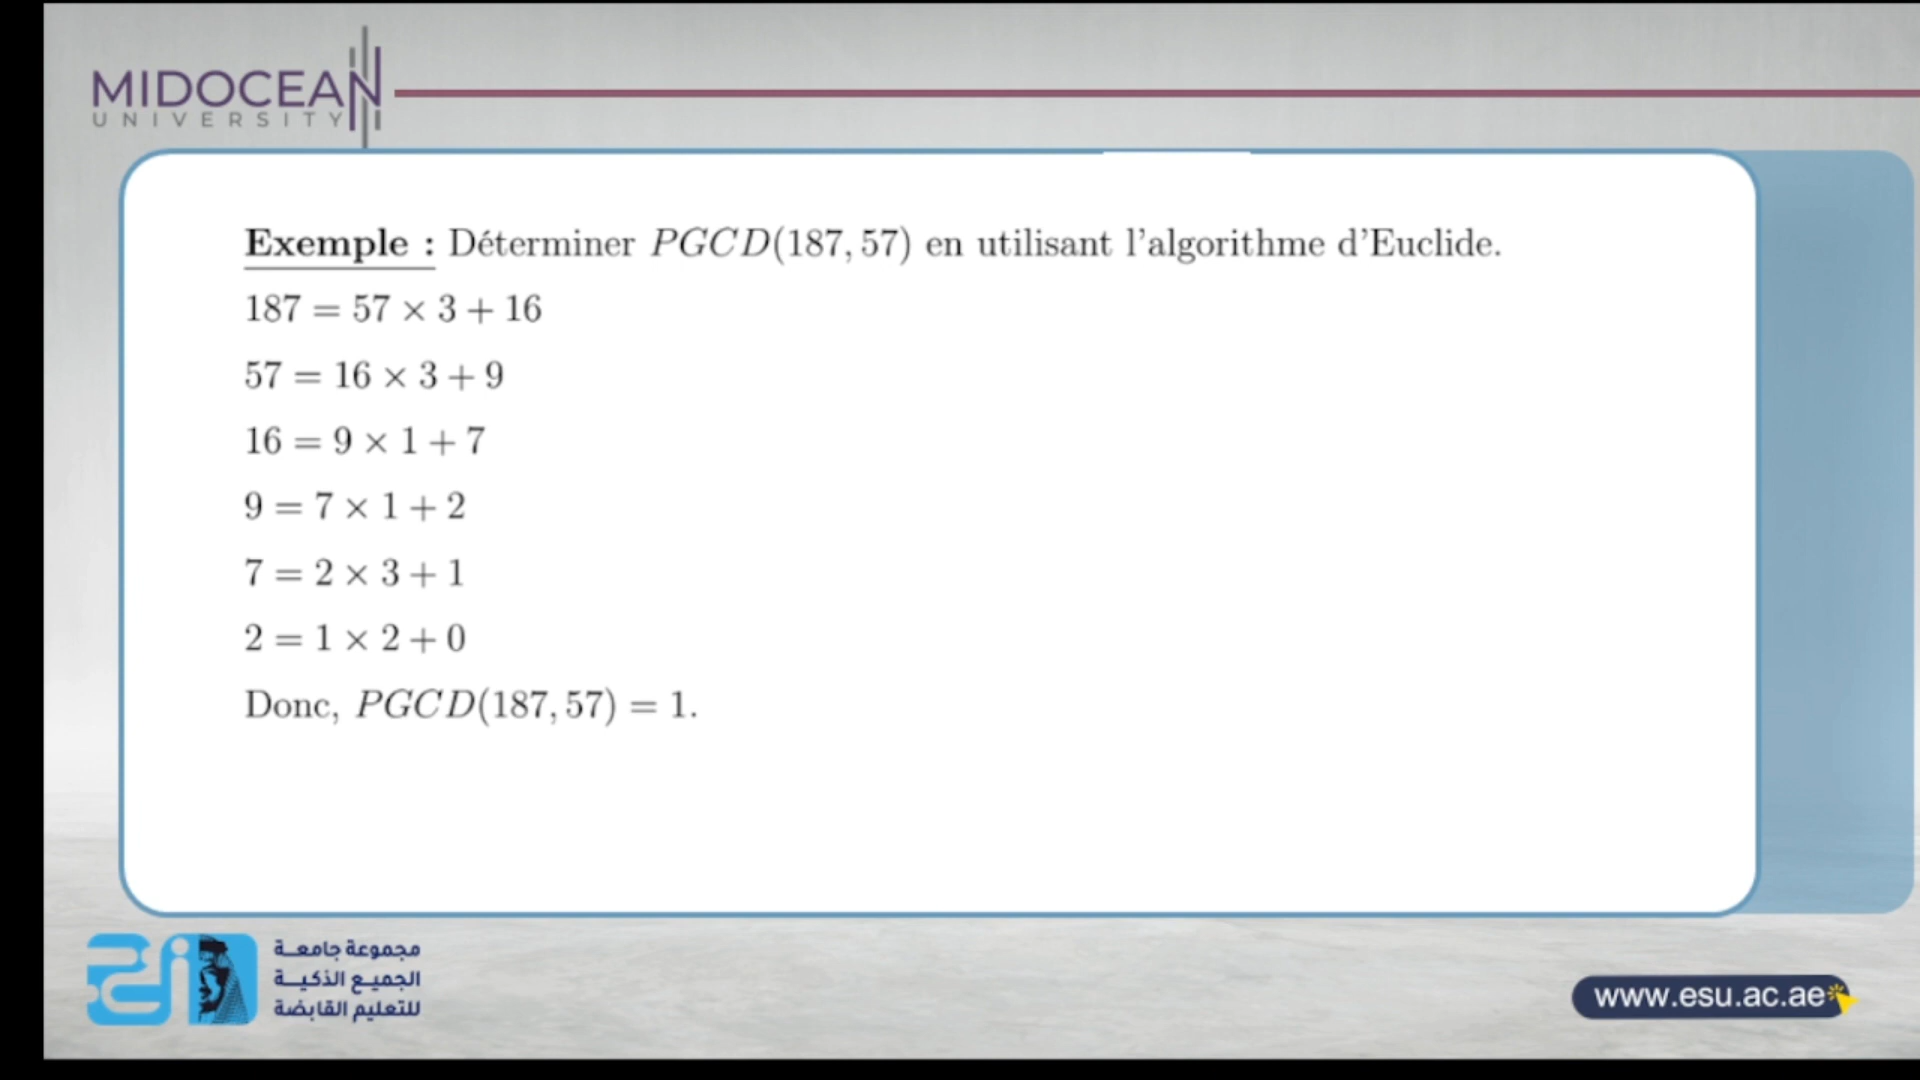 MIDOCEAN
UNIVERSITY
Exemple : Déterminer PGCD(187, 57) en utilisant l'algorithme d'Euclide.
187 = 57 × 3 + 16
57 = 16 × 3 + 9
16 = 9 × 1 + 7
9 = 7 × 1 + 2
7 = 2 × 3 + 1
2 = 1 × 2 + 0
Donc, PGCD(187, 57) = 1.
مجموعة جامعة
الجميع الذكية
للتعليم القابضة
www.esu.ac.ae